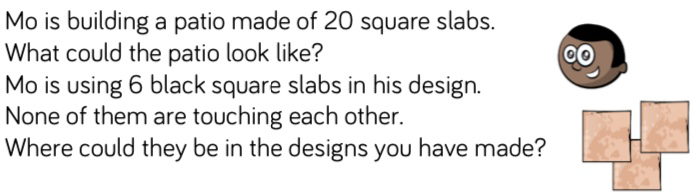 Mo is building a patio made of 20 square slabs.
What could the patio look like?
Mo is using 6 black square slabs in his design.
None of them are touching each other.
Where could they be in the designs you have made?